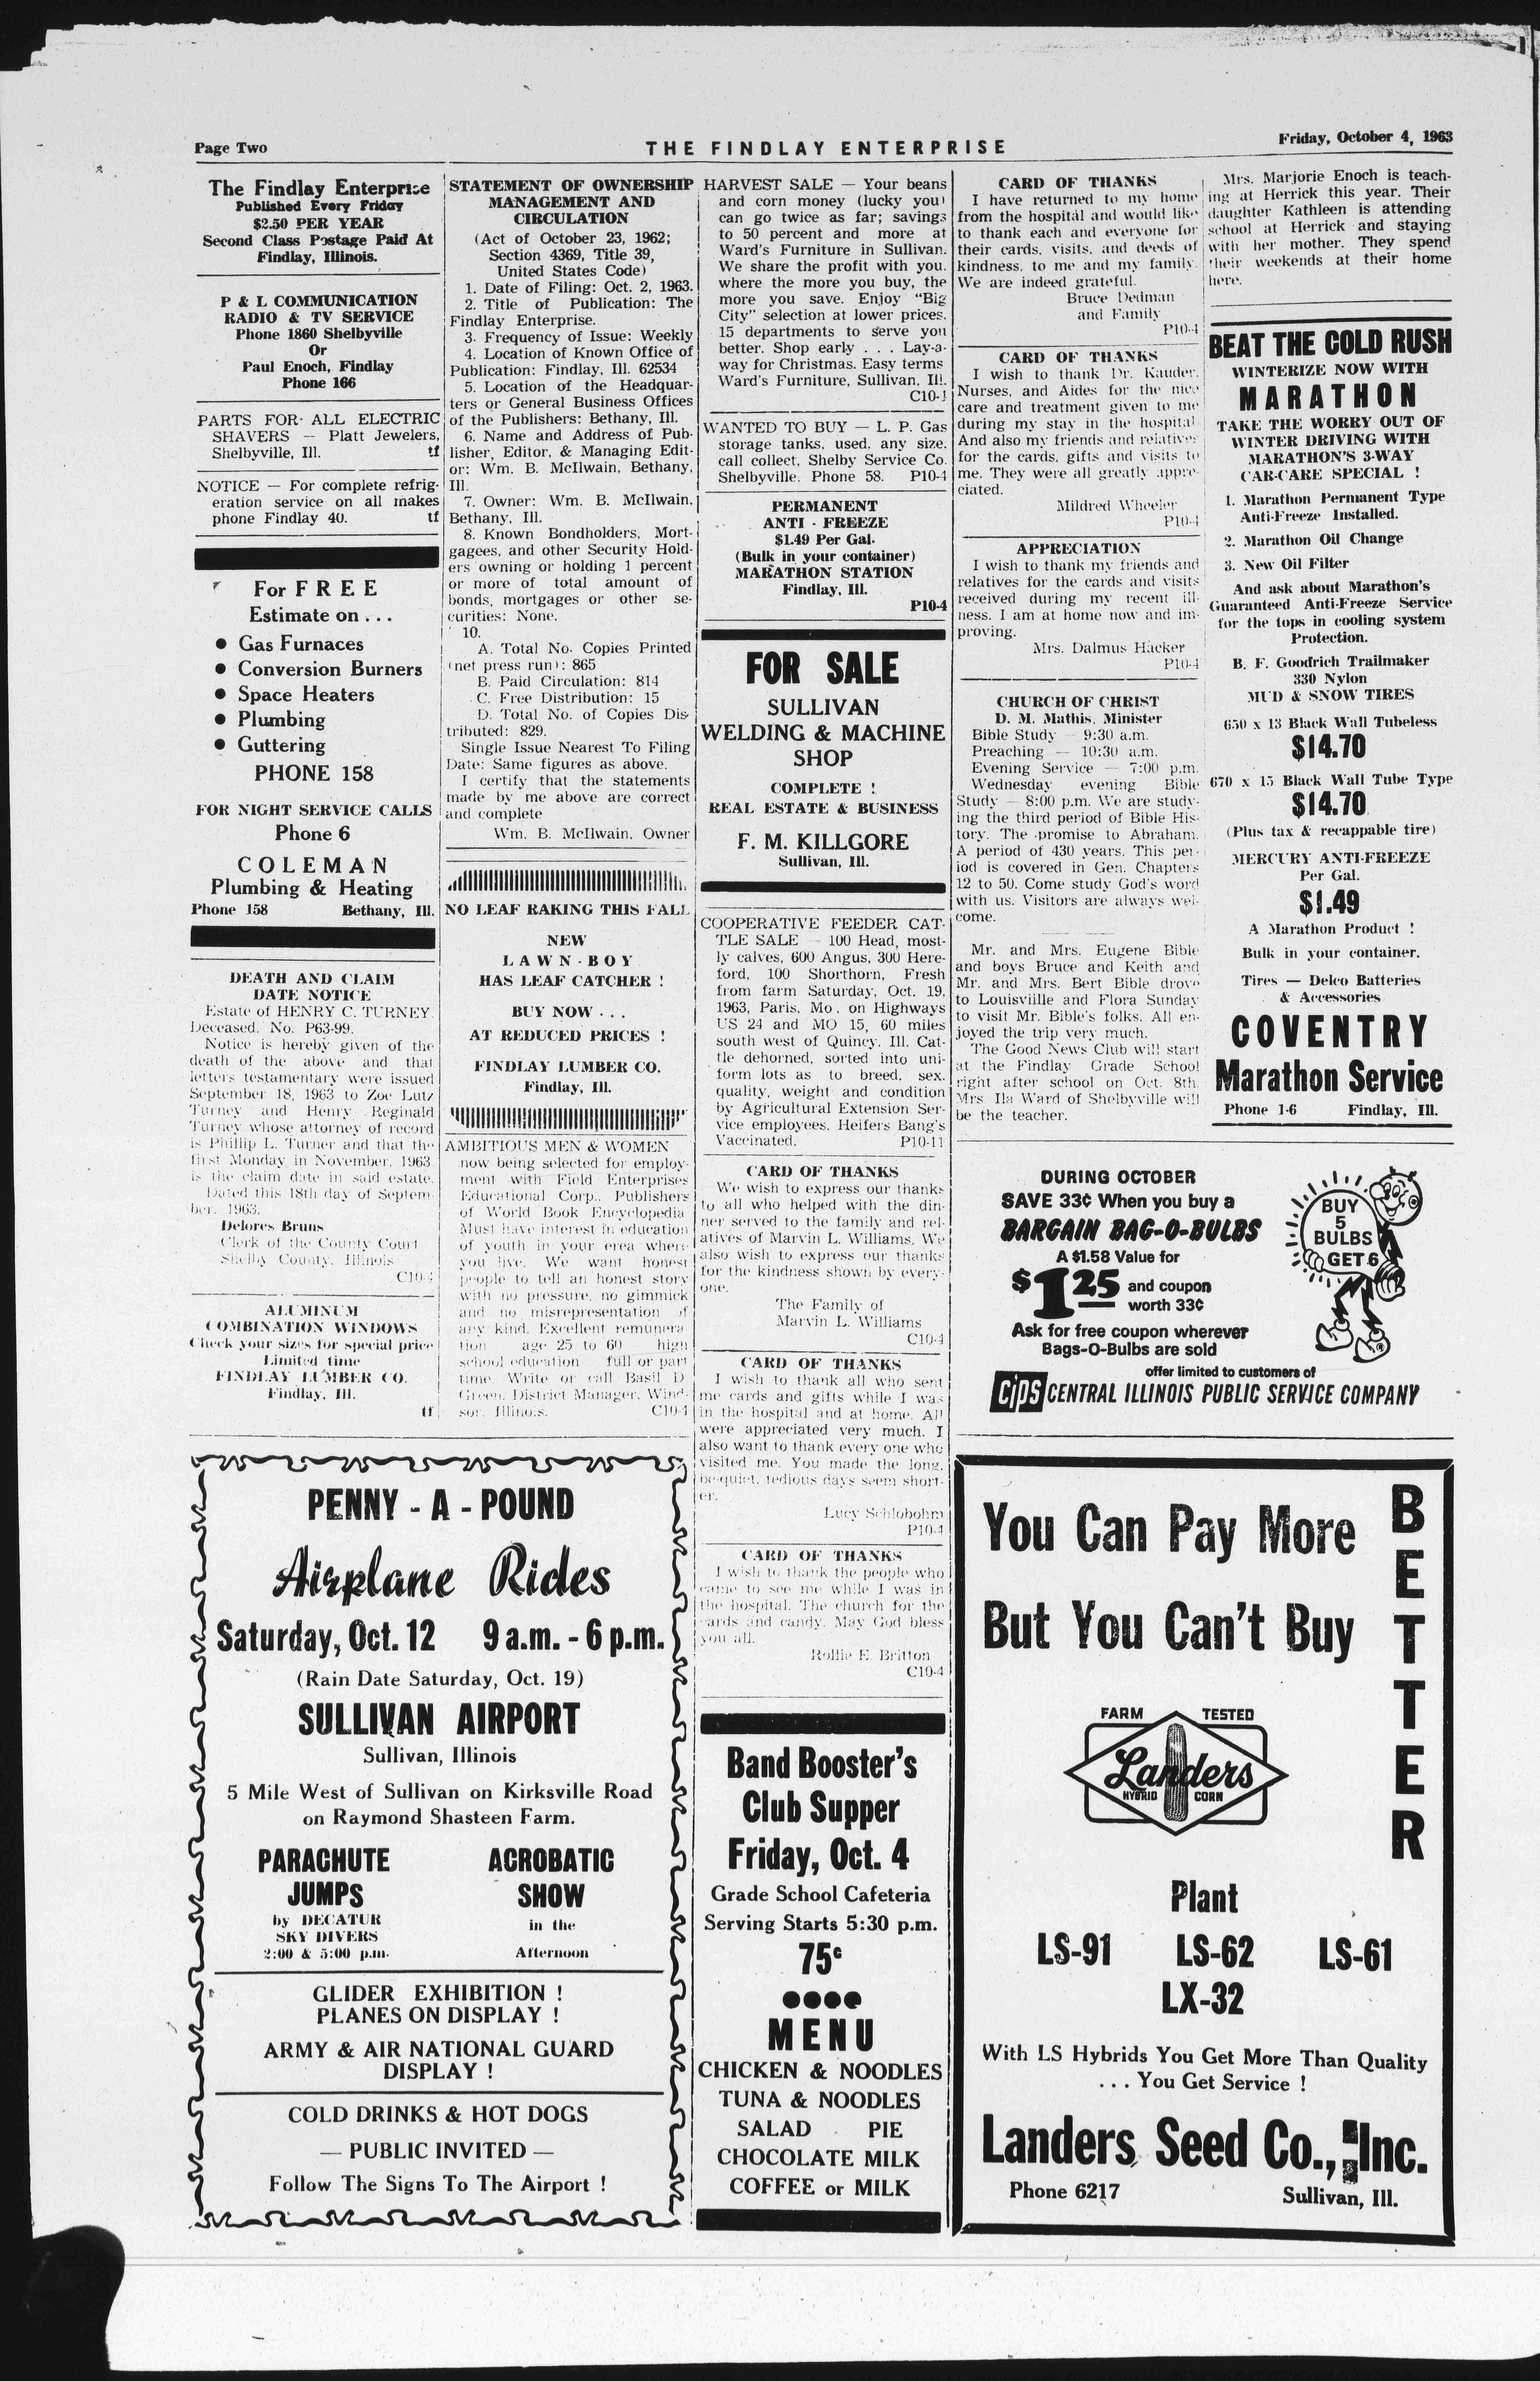 Page Two
THE FINDLAY ENTERPRISE
Friday, October 4, 1963
The Findlay Enterprise
Published Every Friday
$2.50 PER YEAR
Second Class Postage Paid At
Findlay, Illinois.
P & L COMMUNICATION
RADIO & TV SERVICE
Phone 1860 Shelbyville
Or
Paul Enoch, Findlay
Phone 166
PARTS FOR ALL ELECTRIC
SHAVERS — Platt Jewelers,
Shelbyville, Ill. tf
NOTICE — For complete refrig-
eration service on all makes
phone Findlay 40. tf
For FREE
Estimate on . . .
● Gas Furnaces
● Conversion Burners
● Space Heaters
● Plumbing
● Guttering
PHONE 158
FOR NIGHT SERVICE CALLS
Phone 6
COLEMAN
Plumbing & Heating
Phone 158 Bethany, Ill.
DEATH AND CLAIM
DATE NOTICE
Estate of HENRY C. TURNEY,
Deceased. No. P63-99.
Notice is hereby given of the
death of the above and that
letters testamentary were issued
September 18, 1963 to Zoe Lutz
Turney and Henry Reginald
Turney whose attorney of record
is Phillip L. Turner and that the
first Monday in November, 1963
is the claim date in said estate.
Dated this 18th day of Septem
ber, 1963.
Delores Bruns
Clerk of the County Court
Shelby County, Illinois
C10-4
ALUMINUM
COMBINATION WINDOWS
Check your sizes for special price
Limited time
FINDLAY LUMBER CO.
Findlay, Ill.
tf
STATEMENT OF OWNERSHIP
MANAGEMENT AND
CIRCULATION
(Act of October 23, 1962;
Section 4369, Title 39,
United States Code)
1. Date of Filing: Oct. 2, 1963.
2. Title of Publication: The
Findlay Enterprise.
3. Frequency of Issue: Weekly
4. Location of Known Office of
Publication: Findlay, Ill. 62534
5. Location of the Headquar-
ters or General Business Offices
of the Publishers: Bethany, Ill.
6. Name and Address of Pub-
lisher, Editor, & Managing Edit-
or: Wm. B. McIlwain, Bethany,
Ill.
7. Owner: Wm. B. McIlwain,
Bethany, Ill.
8. Known Bondholders, Mort-
gagees, and other Security Hold-
ers owning or holding 1 percent
or more of total amount of
bonds, mortgages or other se-
curities: None.
10.
A. Total No. Copies Printed
(net press run): 865
B. Paid Circulation: 814
C. Free Distribution: 15
D. Total No. of Copies Dis-
tributed: 829.
Single Issue Nearest To Filing
Date: Same figures as above.
I certify that the statements
made by me above are correct
and complete
Wm. B. McIlwain, Owner
NO LEAF RAKING THIS FALL
NEW
LAWN-BOY
HAS LEAF CATCHER !
BUY NOW . . .
AT REDUCED PRICES !
FINDLAY LUMBER CO.
Findlay, Ill.
AMBITIOUS MEN & WOMEN
now being selected for employ-
ment with Field Enterprises
Educational Corp., Publishers
of World Book Encyclopedia
Must have interest in education
of youth in your erea where
you live. We want honest
people to tell an honest story
with no pressure, no gimmick
and no misrepresentation of
any kind. Excellent remunera
tion age 25 to 60 high
school education full or part
time Write or call Basil D
Green, District Manager, Wind-
sor, Illinois. C10-4
HARVEST SALE — Your beans
and corn money (lucky you)
can go twice as far; savings
to 50 percent and more at
Ward's Furniture in Sullivan.
We share the profit with you,
where the more you buy, the
more you save. Enjoy "Big
City" selection at lower prices.
15 departments to serve you
better. Shop early . . . Lay-a-
way for Christmas. Easy terms
Ward's Furniture, Sullivan, Ill.
C10-1
WANTED TO BUY — L. P. Gas
storage tanks, used, any size,
call collect, Shelby Service Co.
Shelbyville, Phone 58. P10-4
PERMANENT
ANTI - FREEZE
$1.49 Per Gal.
(Bulk in your container)
MARATHON STATION
Findlay, Ill.
P10-4
FOR SALE
SULLIVAN
WELDING & MACHINE
SHOP
COMPLETE !
REAL ESTATE & BUSINESS
F. M. KILLGORE
Sullivan, Ill.
COOPERATIVE FEEDER CAT-
TLE SALE — 100 Head, most-
ly calves, 600 Angus, 300 Here-
ford, 100 Shorthorn, Fresh
from farm Saturday, Oct. 19,
1963, Paris, Mo, on Highways
US 24 and MO 15, 60 miles
south west of Quincy, Ill. Cat-
tle dehorned, sorted into uni-
form lots as to breed, sex,
quality, weight and condition
by Agricultural Extension Ser-
vice employees. Heifers Bang's
Vaccinated. P10-11
CARD OF THANKS
We wish to express our thanks
to all who helped with the din-
ner served to the family and rel-
atives of Marvin L. Williams. We
also wish to express our thanks
for the kindness shown by every-
one.
The Family of
Marvin L. Williams
C10-4
CARD OF THANKS
I wish to thank all who sent
me cards and gifts while I was
in the hospital and at home. All
were appreciated very much. I
also want to thank every one who
visited me. You made the long,
be-quiet, tedious days seem short-
er.
Lucy Schlobohm
P10-4
CARD OF THANKS
I wish to thank the people who
came to see me while I was in
the hospital. The church for the
cards and candy. May God bless
you all.
Rollie E. Britton
C10-4
CARD OF THANKS
I have returned to my home
from the hospital and would like
to thank each and everyone for
their cards, visits, and deeds of
kindness, to me and my family.
We are indeed grateful.
Bruce Dedman
and Family
P10-4
CARD OF THANKS
I wish to thank Dr. Kauder,
Nurses, and Aides for the nice
care and treatment given to me
during my stay in the hospital
And also my friends and relatives
for the cards, gifts and visits to
me. They were all greatly appre-
ciated.
Mildred Wheeler
P10-4
APPRECIATION
I wish to thank my friends and
relatives for the cards and visits
received during my recent ill-
ness. I am at home now and im-
proving.
Mrs. Dalmus Hacker
P10-4
CHURCH OF CHRIST
D. M. Mathis, Minister
Bible Study — 9:30 a.m.
Preaching — 10:30 a.m.
Evening Service — 7:00 p.m.
Wednesday evening Bible
Study — 8:00 p.m. We are study-
ing the third period of Bible His-
tory. The promise to Abraham.
A period of 430 years. This per-
iod is covered in Gen. Chapters
12 to 50. Come study God's word
with us. Visitors are always wel-
come.
Mr. and Mrs. Eugene Bible
and boys Bruce and Keith and
Mr. and Mrs. Bert Bible drove
to Louisviille and Flora Sunday
to visit Mr. Bible's folks. All en-
joyed the trip very much.
The Good News Club will start
at the Findlay Grade School
right after school on Oct. 8th.
Mrs. Ila Ward of Shelbyville will
be the teacher.
Mrs. Marjorie Enoch is teach-
ing at Herrick this year. Their
daughter Kathleen is attending
school at Herrick and staying
with her mother. They spend
their weekends at their home
here.
BEAT THE COLD RUSH
WINTERIZE NOW WITH
MARATHON
TAKE THE WORRY OUT OF
WINTER DRIVING WITH
MARATHON'S 3-WAY
CAR-CARE SPECIAL !
1. Marathon Permanent Type
Anti-Freeze Installed.
2. Marathon Oil Change
3. New Oil Filter
And ask about Marathon's
Guaranteed Anti-Freeze Service
for the tops in cooling system
Protection.
B. F. Goodrich Trailmaker
330 Nylon
MUD & SNOW TIRES
650 x 13 Black Wall Tubeless
$14.70
670 x 15 Black Wall Tube Type
$14.70
(Plus tax & recappable tire)
MERCURY ANTI-FREEZE
Per Gal.
$1.49
A Marathon Product !
Bulk in your container.
Tires — Delco Batteries
& Accessories
COVENTRY
Marathon Service
Phone 1-6 Findlay, Ill.
DURING OCTOBER
SAVE 33¢ When you buy a
BARGAIN BAG-O-BULBS
A $1.58 Value for
$1 25 and coupon
worth 33¢
Ask for free coupon wherever
Bags-O-Bulbs are sold
BUY
5
BULBS
GET 6
offer limited to customers of
CIPS CENTRAL ILLINOIS PUBLIC SERVICE COMPANY
PENNY - A - POUND
Airplane Rides
Saturday, Oct. 12 9 a.m. - 6 p.m.
(Rain Date Saturday, Oct. 19)
SULLIVAN AIRPORT
Sullivan, Illinois
5 Mile West of Sullivan on Kirksville Road
on Raymond Shasteen Farm.
PARACHUTE
JUMPS
by DECATUR
SKY DIVERS
2:00 & 5:00 p.m.
ACROBATIC
SHOW
in the
Afternoon
GLIDER EXHIBITION !
PLANES ON DISPLAY !
ARMY & AIR NATIONAL GUARD
DISPLAY !
COLD DRINKS & HOT DOGS
— PUBLIC INVITED —
Follow The Signs To The Airport !
Band Booster's
Club Supper
Friday, Oct. 4
Grade School Cafeteria
Serving Starts 5:30 p.m.
75¢
●●●●
MENU
CHICKEN & NOODLES
TUNA & NOODLES
SALAD PIE
CHOCOLATE MILK
COFFEE or MILK
You Can Pay More
But You Can't Buy
BETTER
FARM TESTED
Landers
HYBRID CORN
Plant
LS-91 LS-62 LS-61
LX-32
With LS Hybrids You Get More Than Quality
. . . You Get Service !
Landers Seed Co., Inc.
Phone 6217 Sullivan, Ill.